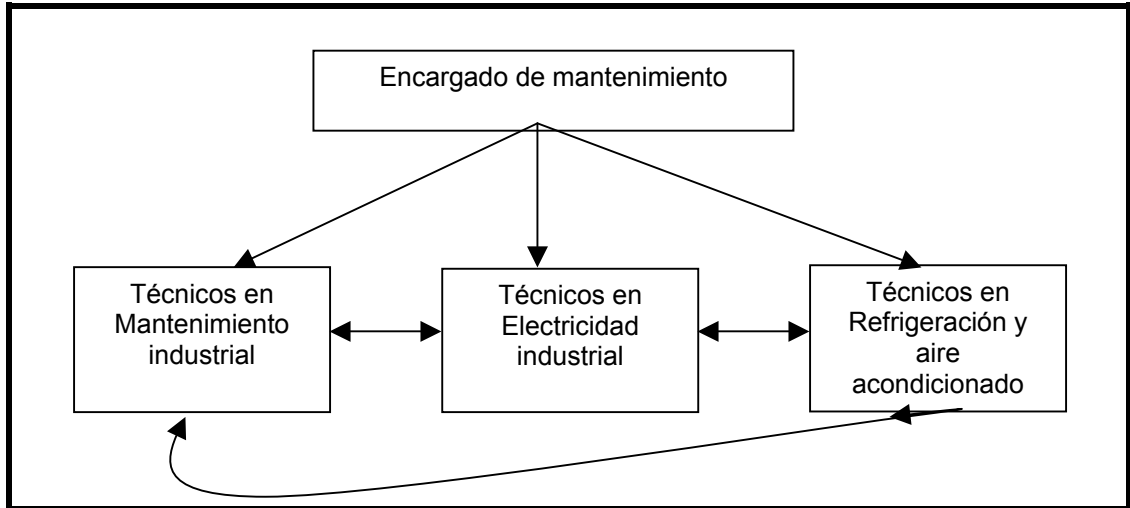 Encargado de mantenimiento
Técnicos en
Mantenimiento
industrial
Técnicos en
Electricidad
industrial
Técnicos en
Refrigeración y
aire
acondicionado